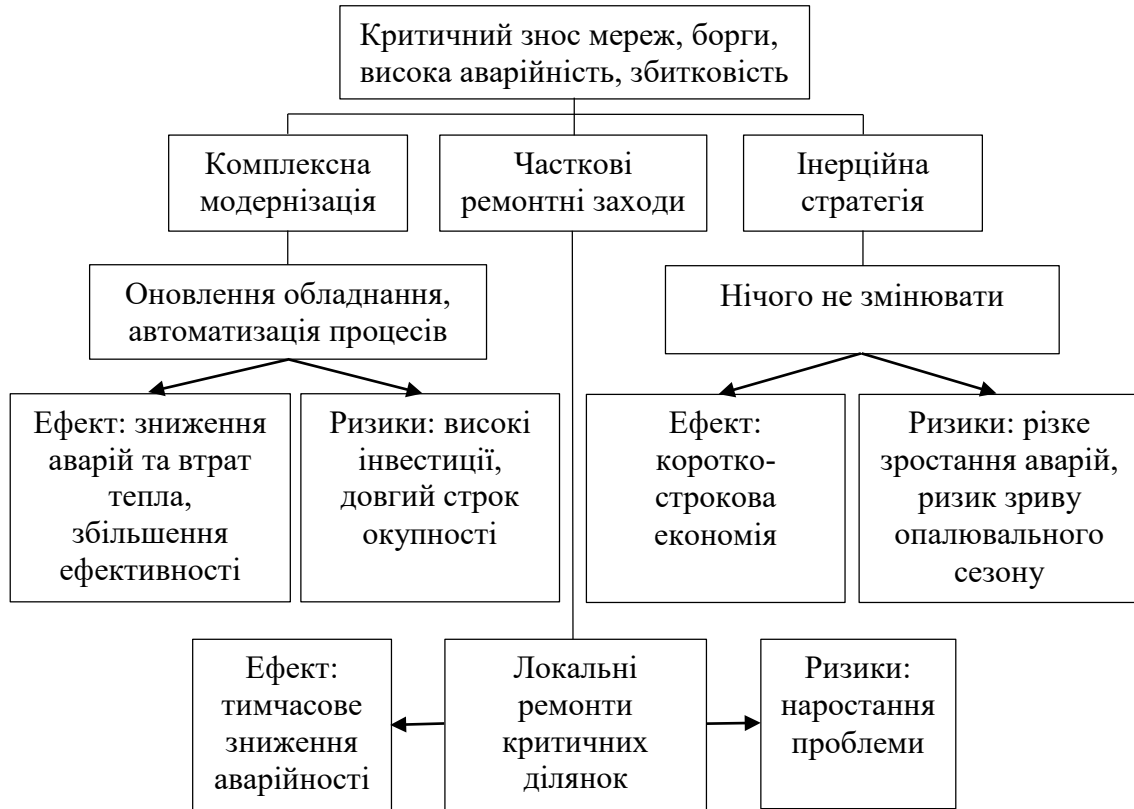 Критичний знос мереж, борги,
висока аварійність, збитковість
Комплексна
модернізація
Часткові
ремонтні заходи
Інерційна
стратегія
Оновлення обладнання,
автоматизація процесів
Нічого не змінювати
Ефект: зниження
аварій та втрат
тепла,
збільшення
ефективності
Ризики: високі
інвестиції,
довгий строк
окупності
Ефект:
коротко-
строкова
економія
Ризики: різке
зростання аварій,
ризик зриву
опалювального
сезону
Ефект:
тимчасове
зниження
аварійності
Локальні
ремонти
критичних
ділянок
Ризики:
наростання
проблеми